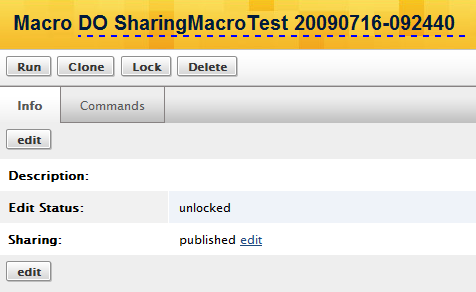 Macro DO SharingMacroTest 20090716-092440
Run Clone Lock Delete
Info Commands
edit
Description:
Edit Status: unlocked
Sharing: published edit
edit